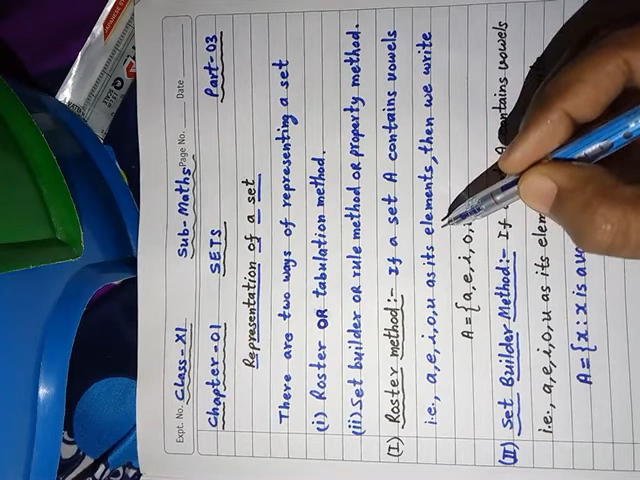 Expt. No. Class-XI Sub-Maths Page No. Date
Chapter-01 SETS Part-03
Representation of a set
There are two ways of representing a set
(i) Roster OR tabulation method.
(ii) Set builder OR rule method or property method.
(I) Roster method:- If a set A contains vowels
i.e., a,e,i,o,u as its elements, then we write
A={a,e,i,o,
(II) Set Builder Method:- If A contains vowels
i.e., a,e,i,o,u as its elem
A={x:x is a